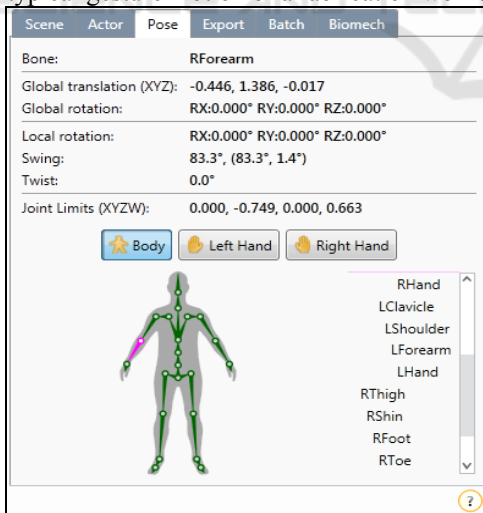 Scene Actor Pose Export Batch Biomech
Bone: RForearm
Global translation (XYZ): -0.446, 1.386, -0.017
Global rotation: RX:0.000° RY:0.000° RZ:0.000°
Local rotation: RX:0.000° RY:0.000° RZ:0.000°
Swing: 83.3°, (83.3°, 1.4°)
Twist: 0.0°
Joint Limits (XYZW): 0.000, -0.749, 0.000, 0.663
Body Left Hand Right Hand
RHand
LClavicle
LShoulder
LForearm
LHand
RThigh
RShin
RFoot
RToe
?